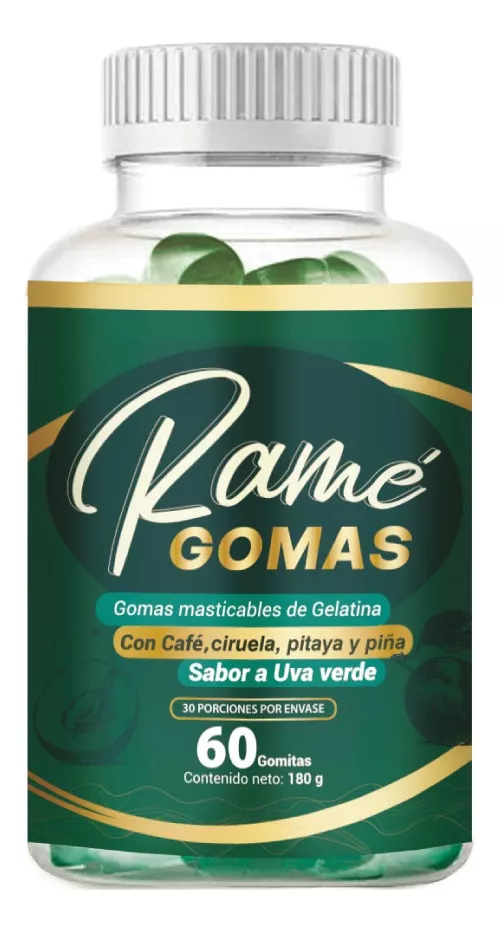 Ramé
GOMAS
Gomas masticables de Gelatina
Con Café, ciruela, pitaya y piña
Sabor a Uva verde
30 PORCIONES POR ENVASE
60 Gomitas
Contenido neto: 180 g